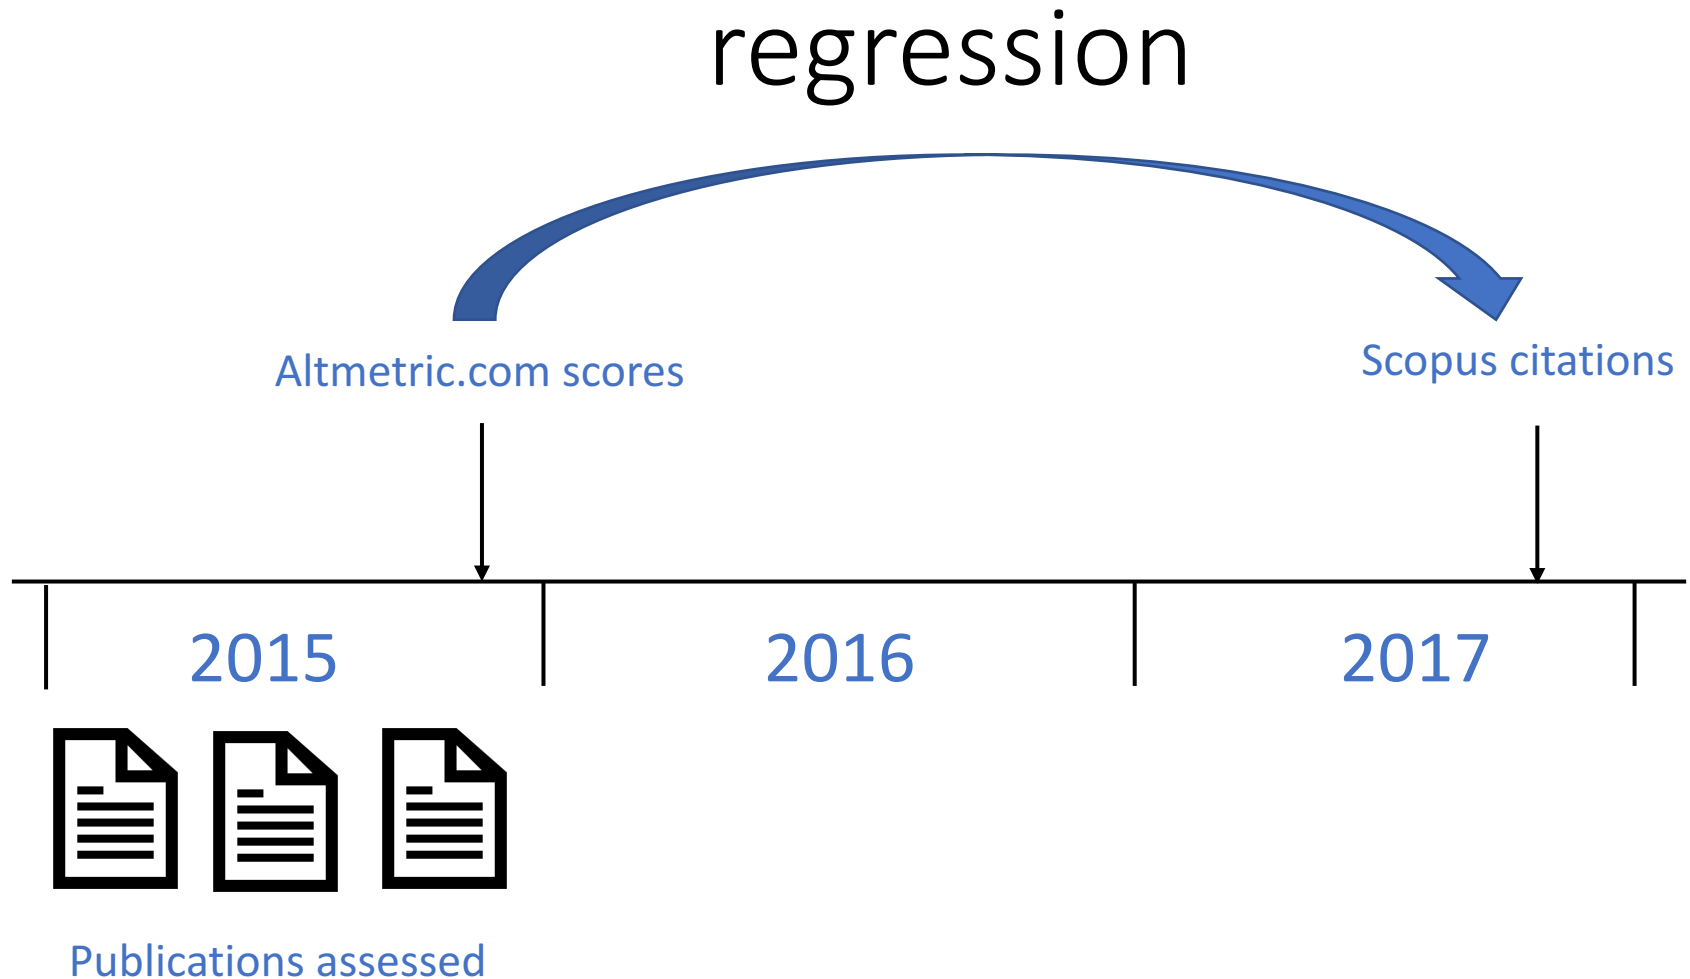 regression
Altmetric.com scores
Scopus citations
2015
2016
2017
Publications assessed